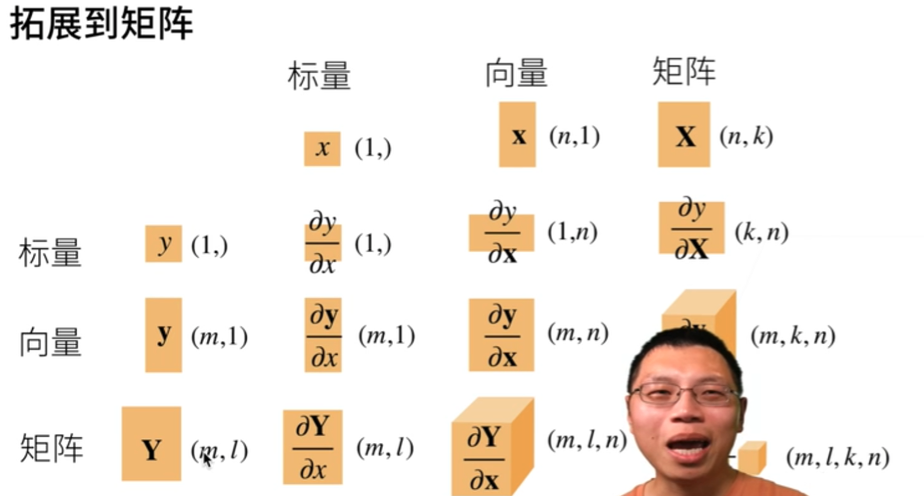 拓展到矩阵
标量 向量 矩阵
x (1,) x (n,1) X (n, k)
标量 y (1,) ∂y/∂x (1,) ∂y/∂x (1,n) ∂y/∂X (k, n)
向量 y (m,1) ∂y/∂x (m,1) ∂y/∂x (m, n) (m, k, n)
矩阵 Y (m, l) ∂Y/∂x (m, l) ∂Y/∂x (m, l, n) (m, l, k, n)